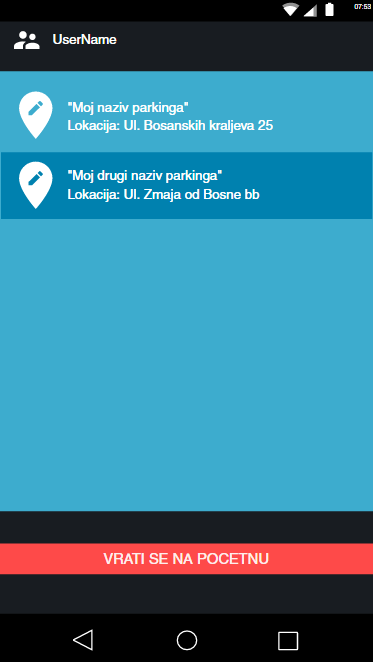 07:53
UserName
"Moj naziv parkinga"
Lokacija: Ul. Bosanskih kraljeva 25
"Moj drugi naziv parkinga"
Lokacija: Ul. Zmaja od Bosne bb
VRATI SE NA POCETNU